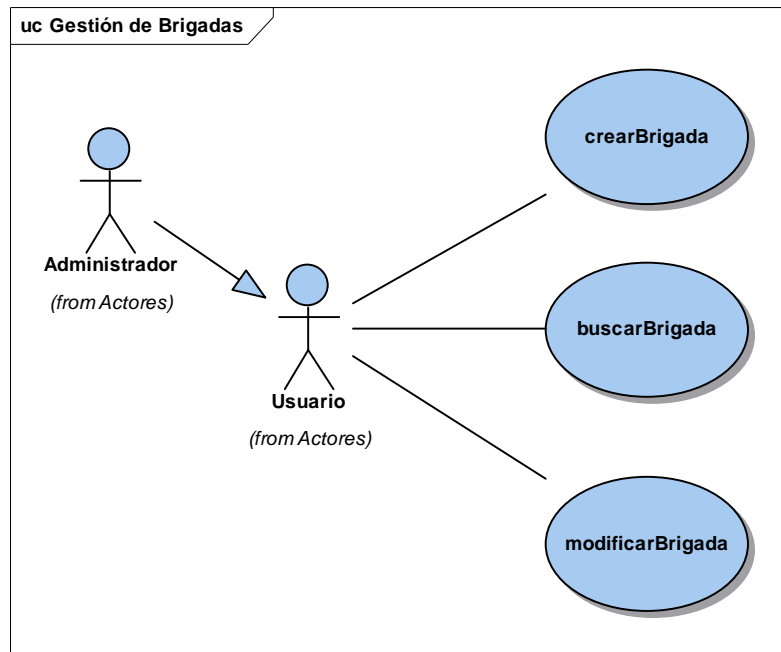 uc Gestión de Brigadas
crearBrigada
Administrador
(from Actores)
buscarBrigada
Usuario
(from Actores)
modificarBrigada